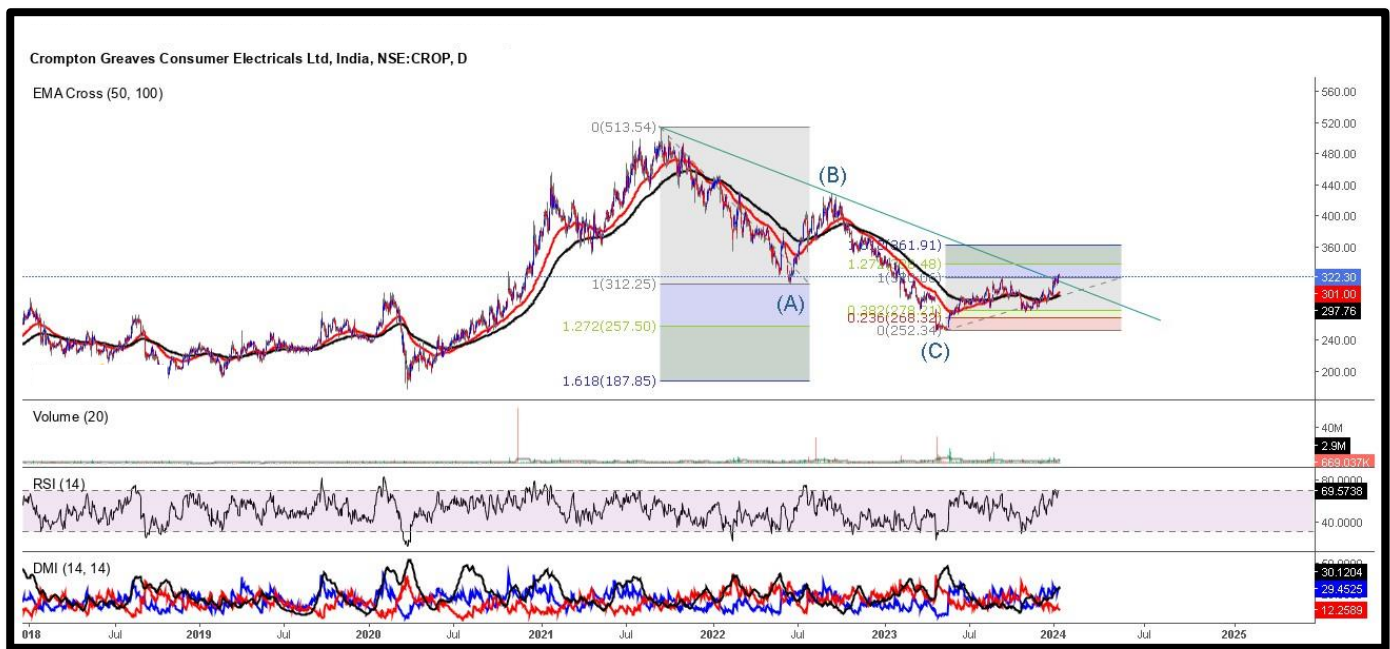 Crompton Greaves Consumer Electricals Ltd, India, NSE:CROP, D
EMA Cross (50, 100)
560.00
520.00
480.00
440.00
400.00
360.00
322.30
301.00
297.76
240.00
200.00
0(513.54)
(B)
1(312.25)
(A)
1.272(257.50)
1.618(187.85)
0.236(268.32)
0(252.34)
(C)
Volume (20)
40M
2.9M
669.037K
RSI (14)
80.0000
69.5738
40.0000
DMI (14, 14)
30.1204
29.4525
12.2589
018 Jul 2019 Jul 2020 Jul 2021 Jul 2022 Jul 2023 Jul 2024 Jul 2025